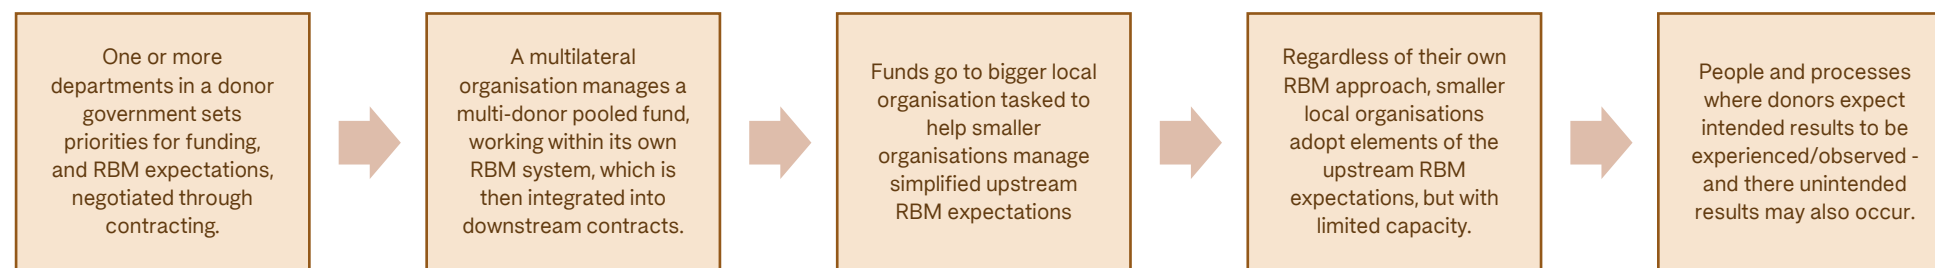 One or more
departments in a donor
government sets
priorities for funding,
and RBM expectations,
negotiated through
contracting.
A multilateral
organisation manages a
multi-donor pooled fund,
working within its own
RBM system, which is
then integrated into
downstream contracts.
Funds go to bigger local
organisation tasked to
help smaller
organisations manage
simplified upstream
RBM expectations
Regardless of their own
RBM approach, smaller
local organisations
adopt elements of the
upstream RBM
expectations, but with
limited capacity.
People and processes
where donors expect
intended results to be
experienced/observed -
and there unintended
results may also occur.